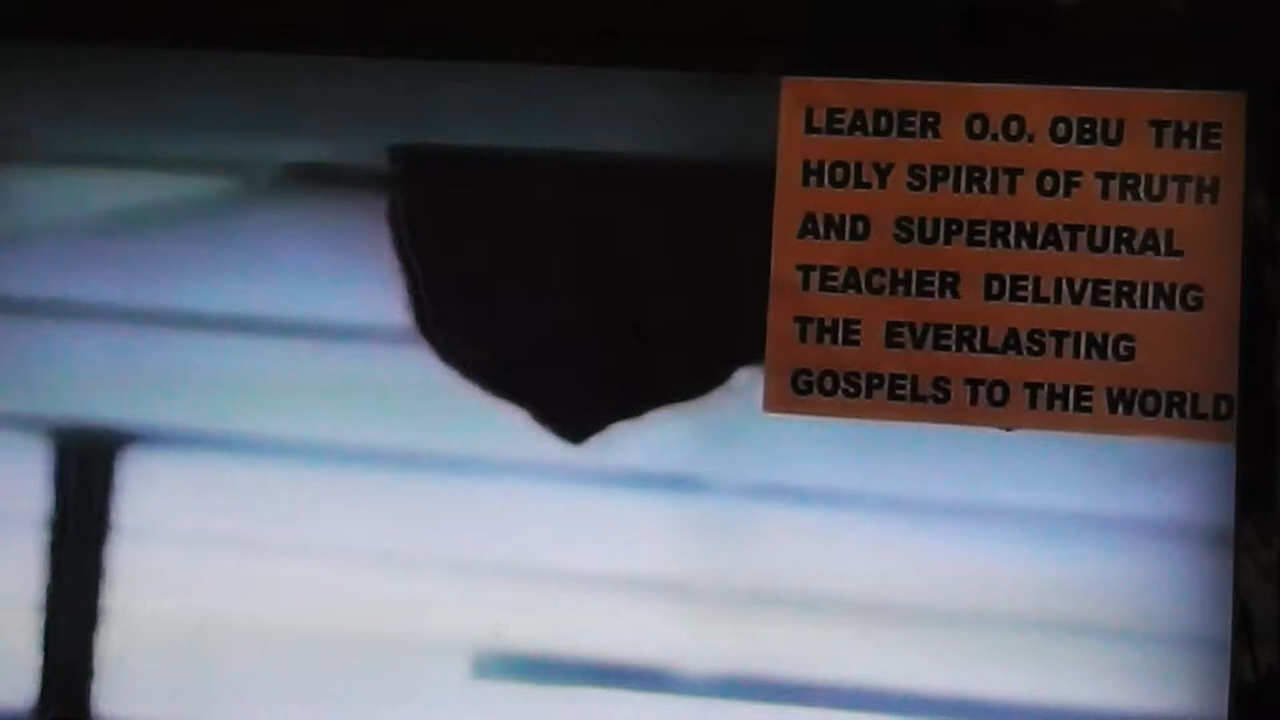 LEADER O.O. OBU THE
HOLY SPIRIT OF TRUTH
AND SUPERNATURAL
TEACHER DELIVERING
THE EVERLASTING
GOSPELS TO THE WORLD